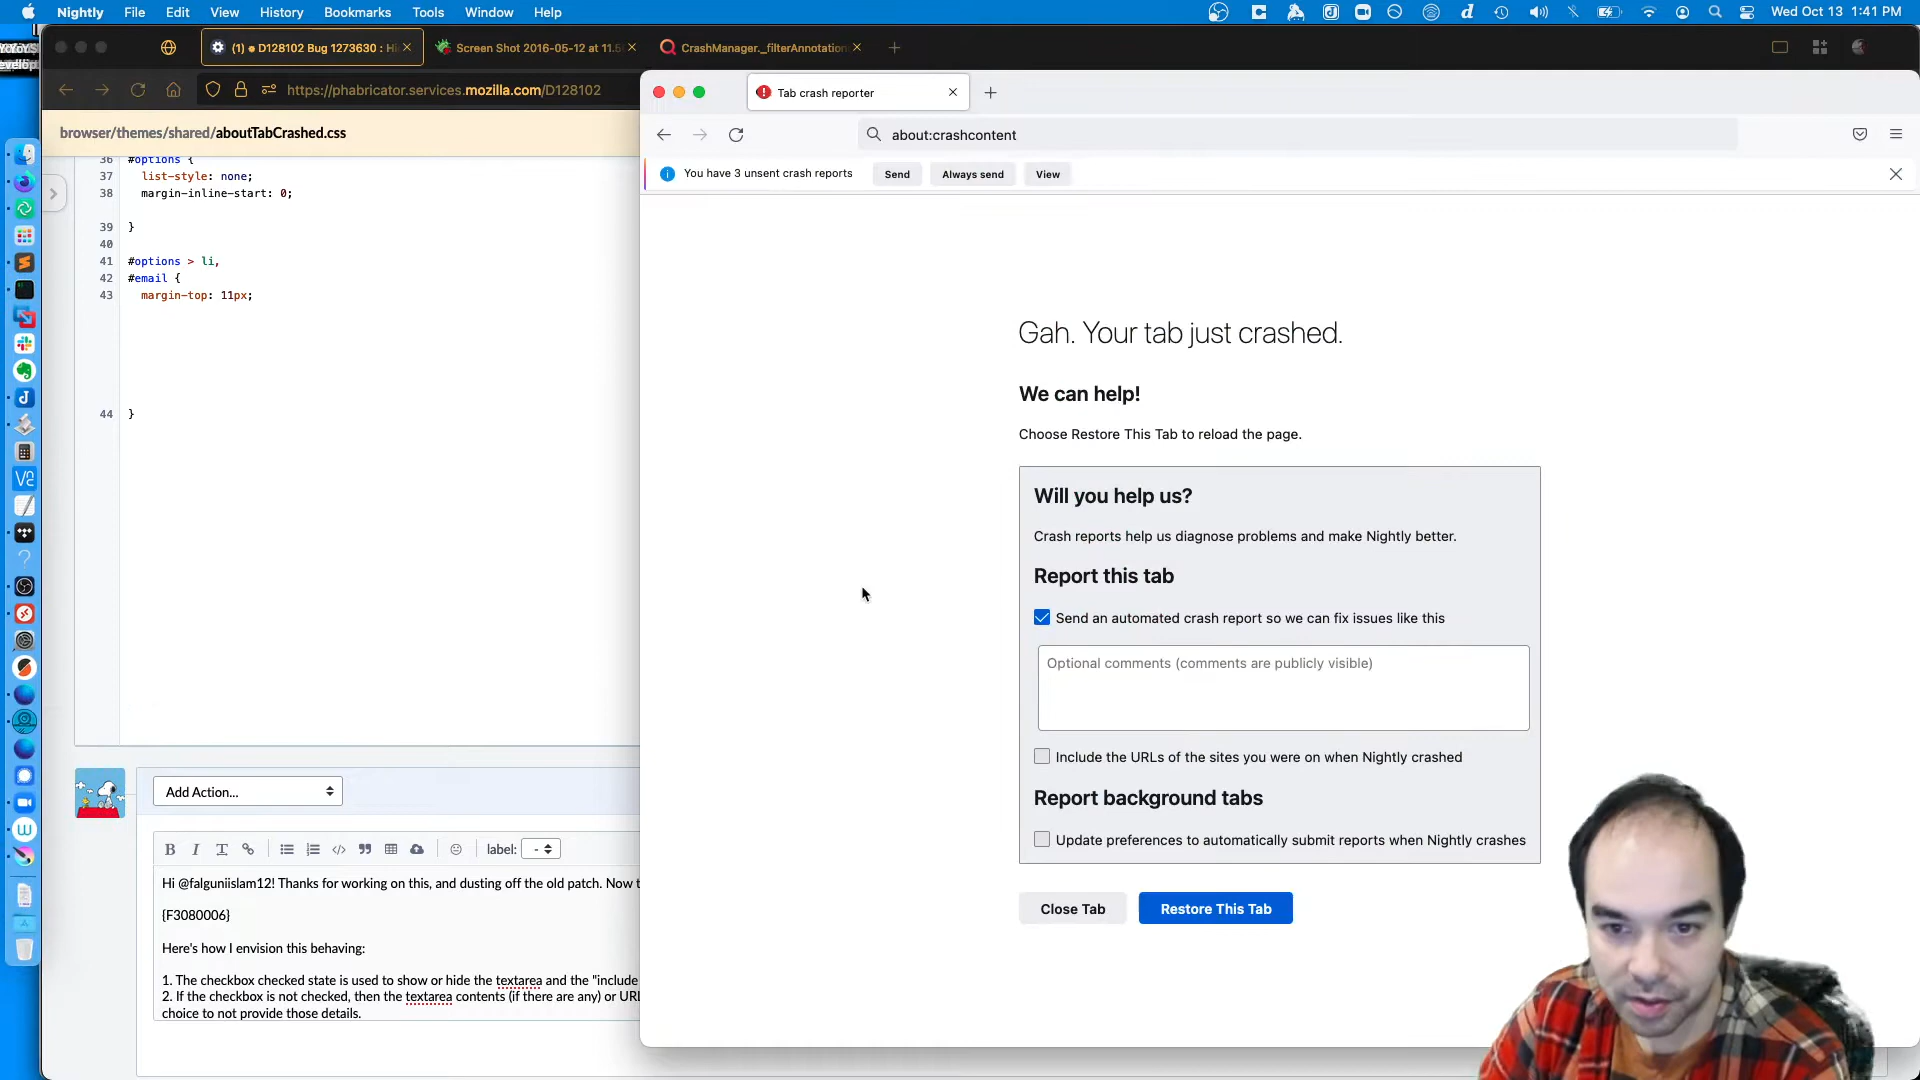 Nightly File Edit View History Bookmarks Tools Window Help Wed Oct 13 1:41 PM
(1) ● D128102 Bug 1273630 : Hi
Screen Shot 2016-05-12 at 11.5
CrashManager._filterAnnotation
https://phabricator.services.mozilla.com/D128102
browser/themes/shared/aboutTabCrashed.css
36 #options {
37 list-style: none;
38 margin-inline-start: 0;
39 }
40
41 #options > li,
42 #email {
43 margin-top: 11px;
44 }
Add Action...
label: -
Hi @falguniislam12! Thanks for working on this, and dusting off the old patch. Now t
{F3080006}
Here's how I envision this behaving:
1. The checkbox checked state is used to show or hide the textarea and the "include
2. If the checkbox is not checked, then the textarea contents (if there are any) or URL
choice to not provide those details.
Tab crash reporter
about:crashcontent
You have 3 unsent crash reports Send Always send View
Gah. Your tab just crashed.
We can help!
Choose Restore This Tab to reload the page.
Will you help us?
Crash reports help us diagnose problems and make Nightly better.
Report this tab
Send an automated crash report so we can fix issues like this
Optional comments (comments are publicly visible)
Include the URLs of the sites you were on when Nightly crashed
Report background tabs
Update preferences to automatically submit reports when Nightly crashes
Close Tab Restore This Tab